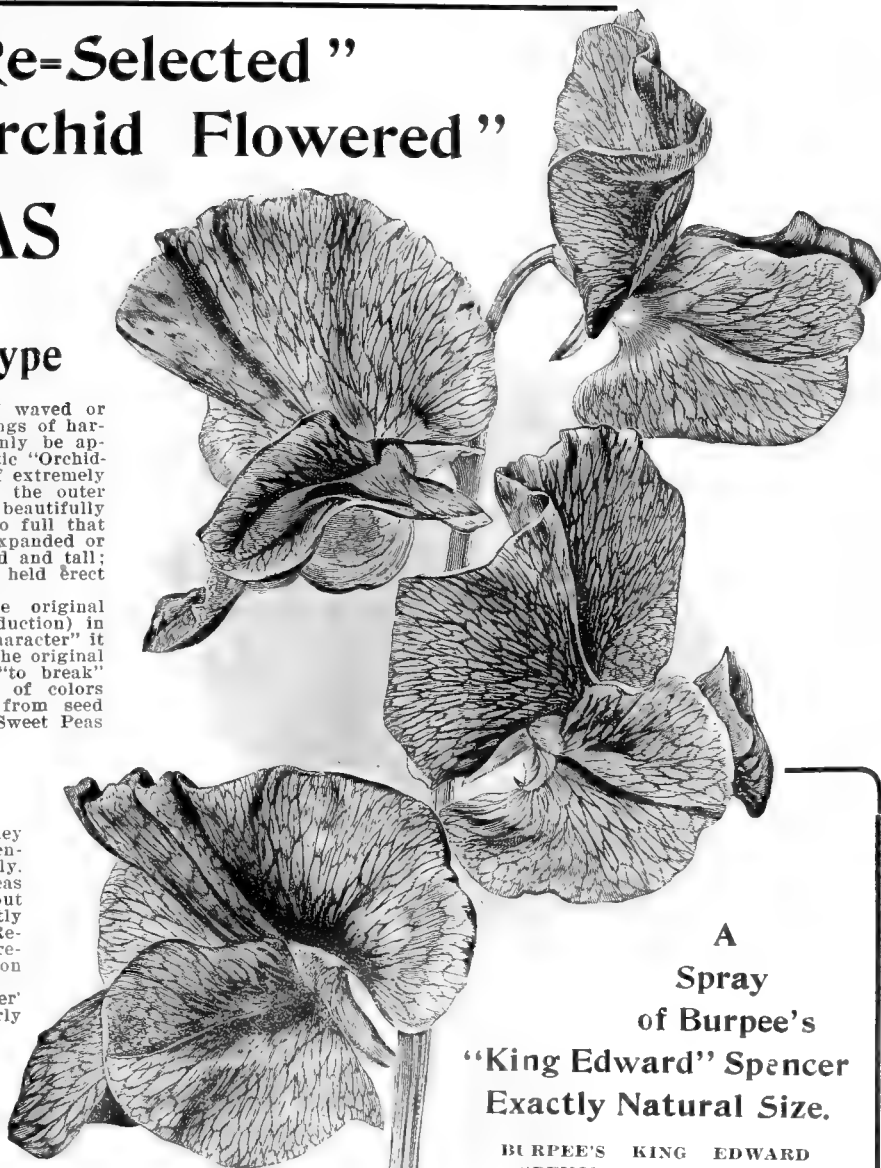 e=Selected”
rchid Flowered”
AS
ype
waved or
ngs of har-
nly be ap-
tic “Orchid-
f extremely
the outer
beautifully
o full that
xpanded or
d and tall;
held erect
e original
duction) in
haracter” it
he original
“to break”
of colors
from seed
Sweet Peas
ey
en-
ly.
eas
out
tly
Re-
re-
on
er’
rly
A
Spray
of Burpee’s
“King Edward” Spencer
Exactly Natural Size.
BURPEE’S KING EDWARD